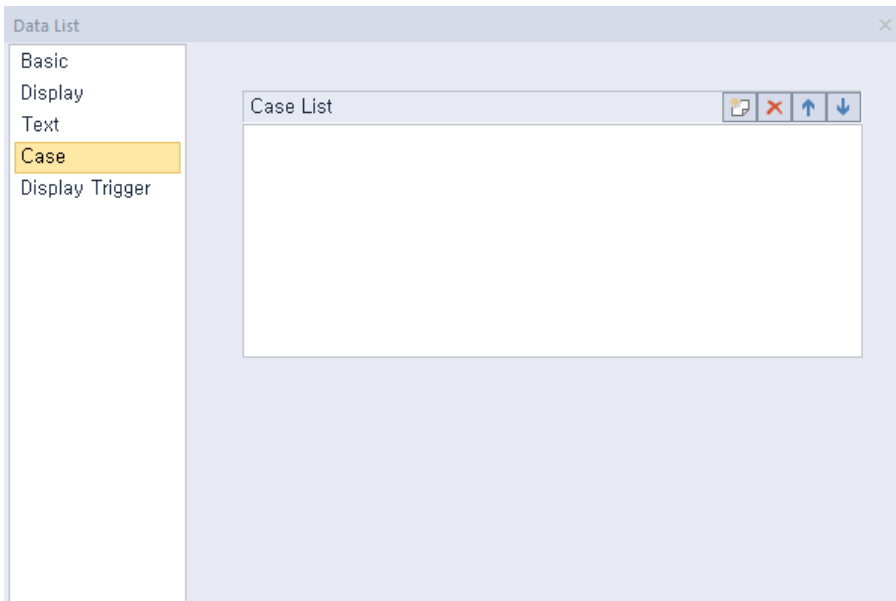 Data List
Basic
Display
Text
Case
Display Trigger
Case List